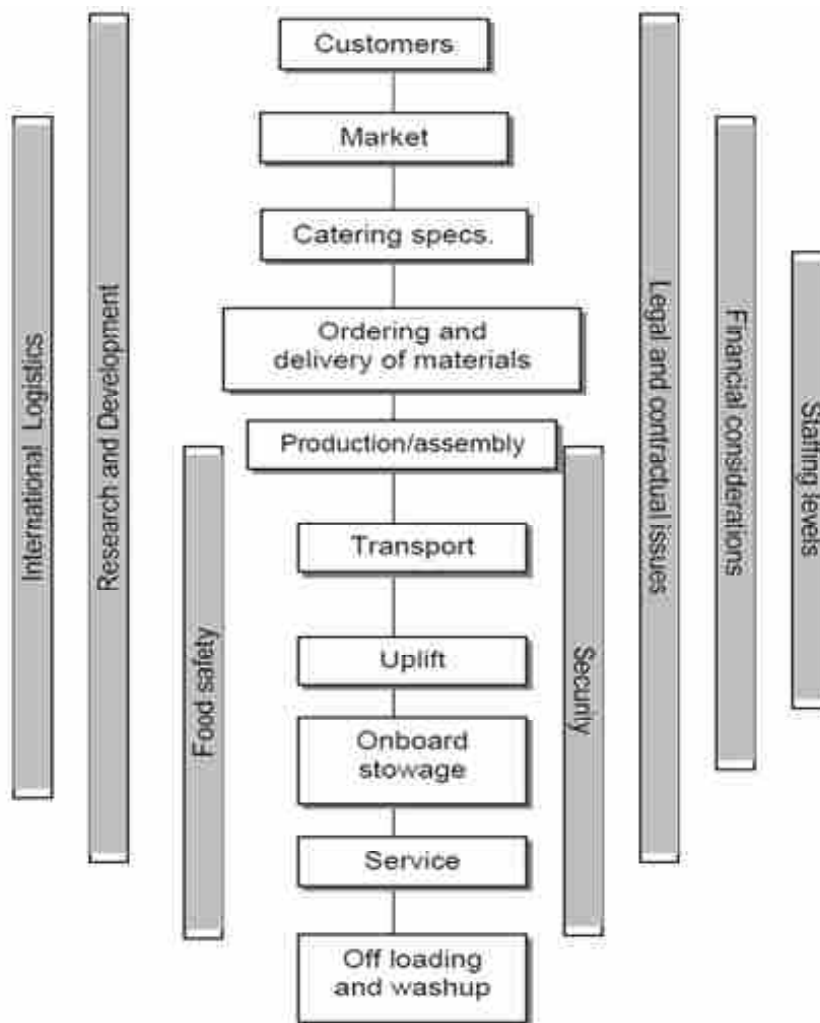 Customers
Market
Catering specs.
Ordering and
delivery of materials
Production/assembly
Transport
Uplift
Onboard
stowage
Service
Off loading
and washup
International Logistics
Research and Development
Food safety
Security
Legal and contractual issues
Financial considerations
Staffing levels